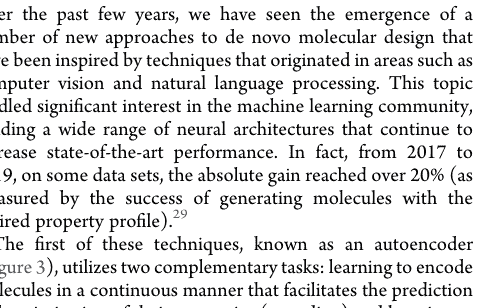 er the past few years, we have seen the emergence of a
mber of new approaches to de novo molecular design that
e been inspired by techniques that originated in areas such as
mputer vision and natural language processing. This topic
dled significant interest in the machine learning community,
ding a wide range of neural architectures that continue to
rease state-of-the-art performance. In fact, from 2017 to
9, on some data sets, the absolute gain reached over 20% (as
asured by the success of generating molecules with the
ired property profile).29
The first of these techniques, known as an autoencoder
gure 3), utilizes two complementary tasks: learning to encode
lecules in a continuous manner that facilitates the prediction